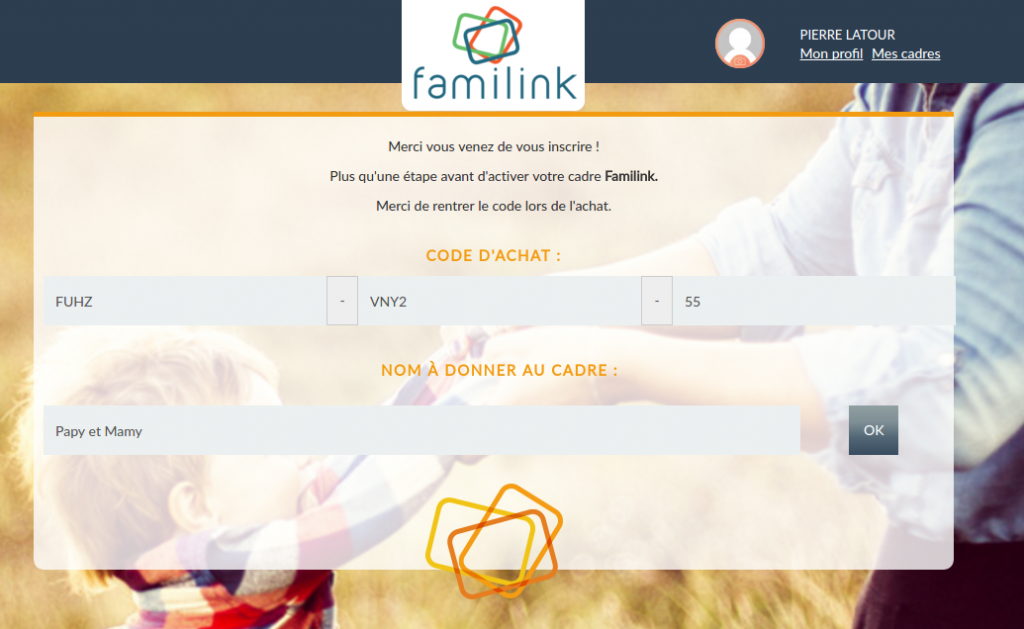 familink
PIERRE LATOUR
Mon profil Mes cadres
Merci vous venez de vous inscrire !
Plus qu'une étape avant d'activer votre cadre Familink.
Merci de rentrer le code lors de l'achat.
CODE D'ACHAT :
FUHZ - VNY2 - 55
NOM À DONNER AU CADRE :
Papy et Mamy
OK